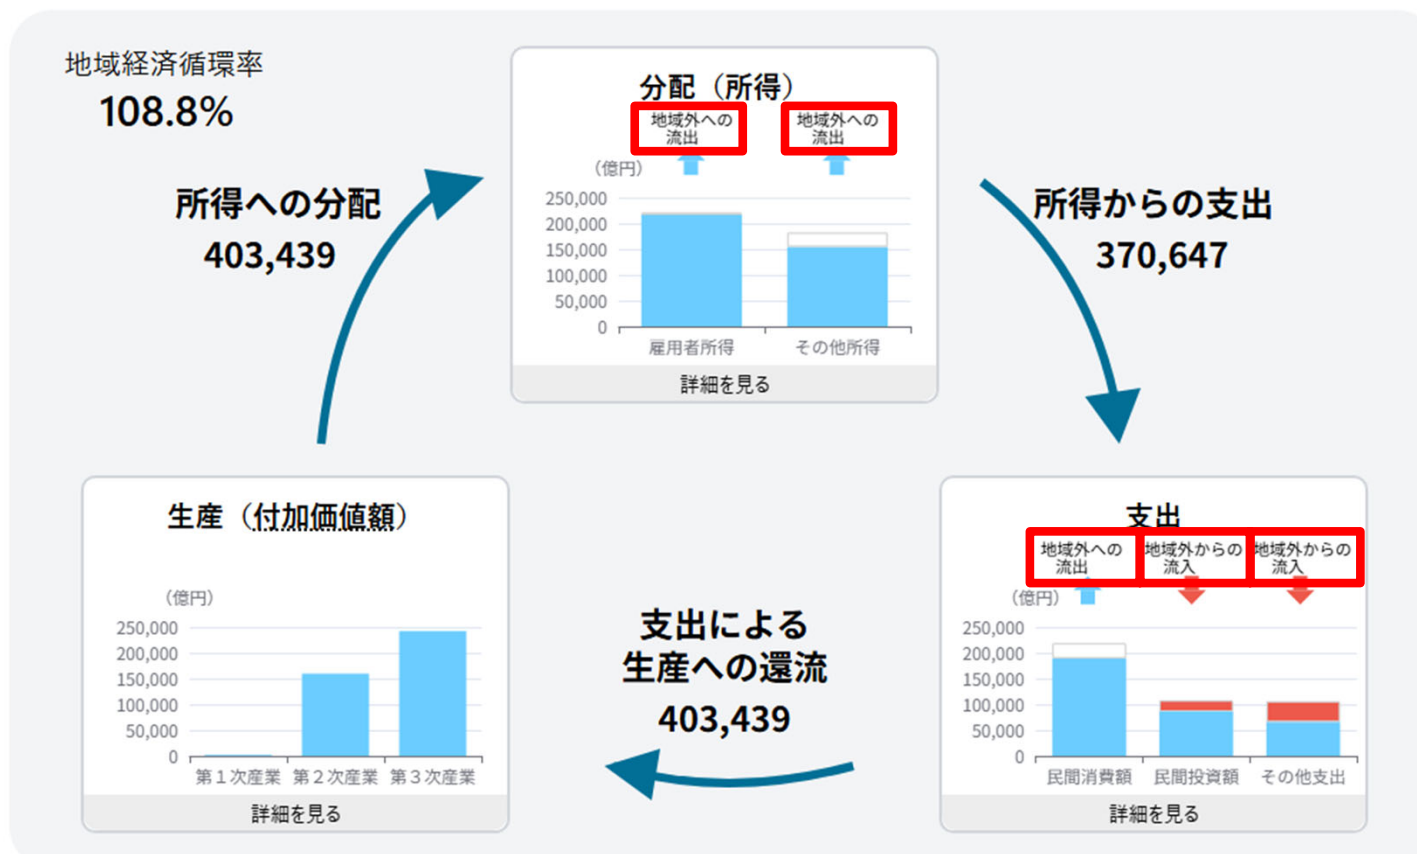 地域経済循環率
108.8%
所得への分配
403,439
分配（所得）
地域外への
流出
地域外への
流出
（億円）
250,000
200,000
150,000
100,000
50,000
0
雇用者所得
その他所得
詳細を見る
所得からの支出
370,647
生産（付加価値額）
（億円）
250,000
200,000
150,000
100,000
50,000
0
第１次産業 第２次産業 第３次産業
詳細を見る
支出による
生産への還流
403,439
支出
地域外への
流出
地域外からの
流入
地域外からの
流入
（億円）
250,000
200,000
150,000
100,000
50,000
0
民間消費額 民間投資額 その他支出
詳細を見る